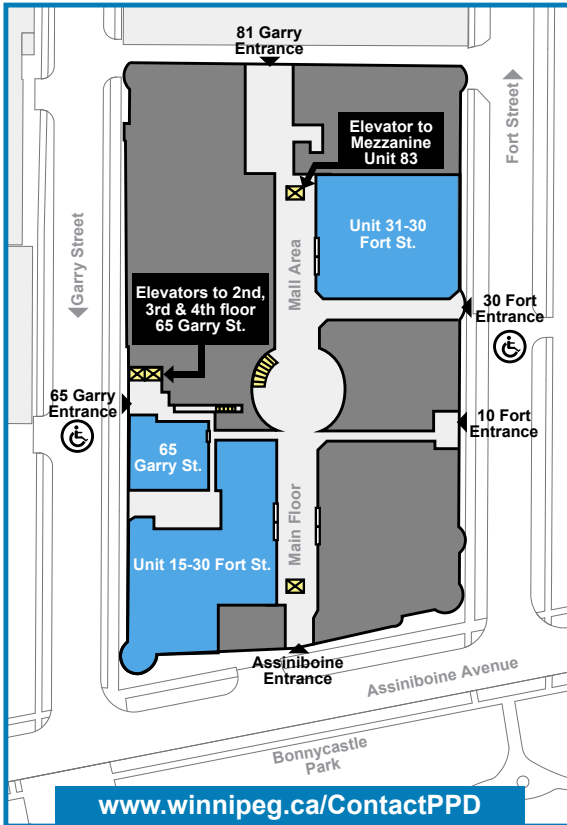 81 Garry
Entrance
Fort Street
Elevator to
Mezzanine
Unit 83
Unit 31-30
Fort St.
Garry Street
Mall Area
Elevators to 2nd,
3rd & 4th floor
65 Garry St.
30 Fort
Entrance
65 Garry
Entrance
10 Fort
Entrance
65
Garry St.
Main Floor
Unit 15-30 Fort St.
Assiniboine
Entrance
Assiniboine Avenue
Bonnycastle
Park
www.winnipeg.ca/ContactPPD